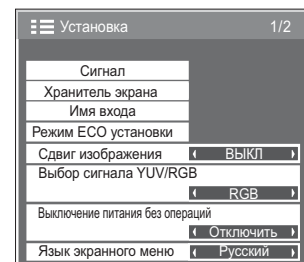 Установка 1/2
Сигнал
Хранитель экрана
Имя входа
Режим ECO установки
Сдвиг изображения ВЫКЛ
Выбор сигнала YUV/RGB
RGB
Выключение питания без операций
Отключить
Язык экранного меню Русский